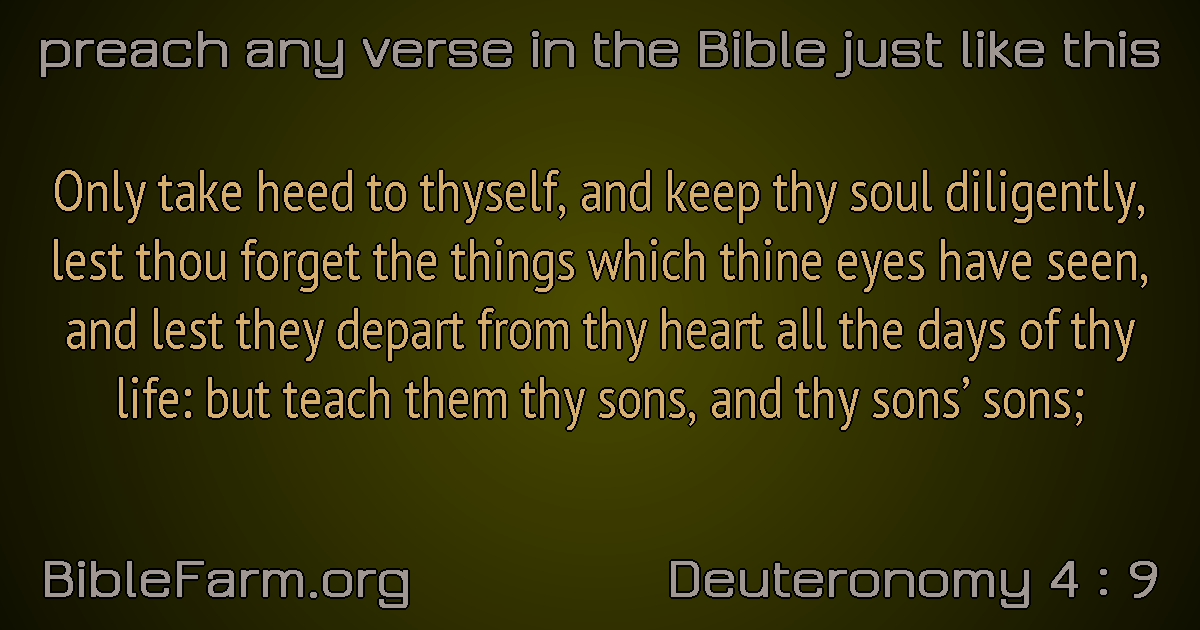 preach any verse in the Bible just like this
Only take heed to thyself, and keep thy soul diligently,
lest thou forget the things which thine eyes have seen,
and lest they depart from thy heart all the days of thy
life: but teach them thy sons, and thy sons’ sons;
BibleFarm.org
Deuteronomy 4 : 9